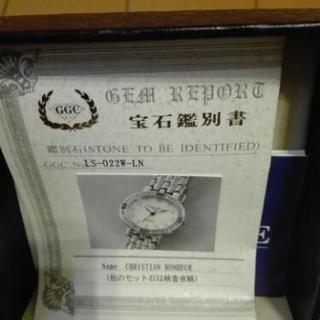 GGC
GEM REPORT
宝石鑑別書
鑑別石(STONE TO BE IDENTIFIED)
GGC No LS-022W-LN
Name CHRISTIAN BONHEUR
(他のセット石は検査省略)
E